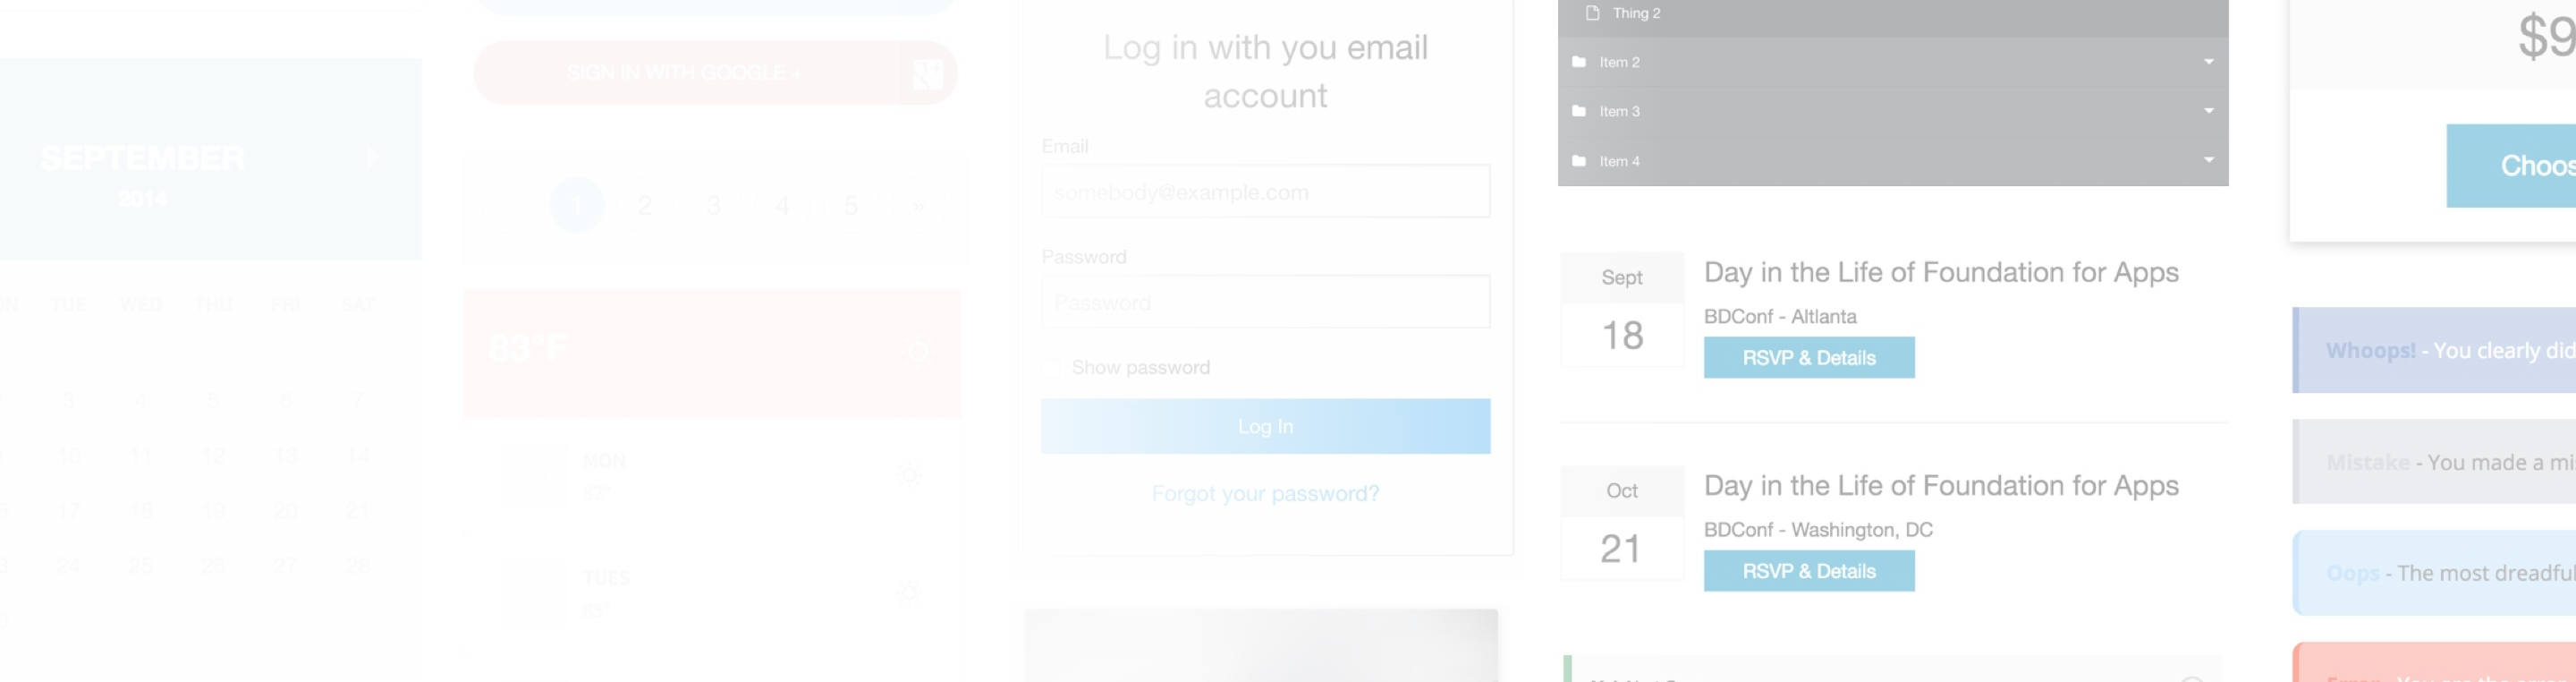 SEPTEMBER
2014
TUE WED THU FRI SAT
3 4 5 6 7
10 11 12 13 14
17 18 19 20 21
24 25 26 27 28
SIGN IN WITH GOOGLE +
1 2 3 4 5 »
83°F
MON
82°
TUES
85°
Log in with you email
account
Email
somebody@example.com
Password
Password
Show password
Log In
Forgot your password?
Thing 2
Item 2
Item 3
Item 4
Sept
18
Day in the Life of Foundation for Apps
BDConf - Altlanta
RSVP & Details
Oct
21
Day in the Life of Foundation for Apps
BDConf - Washington, DC
RSVP & Details
$9
Whoops! - You clearly did
Mistake - You made a
Oops - The most dreadful